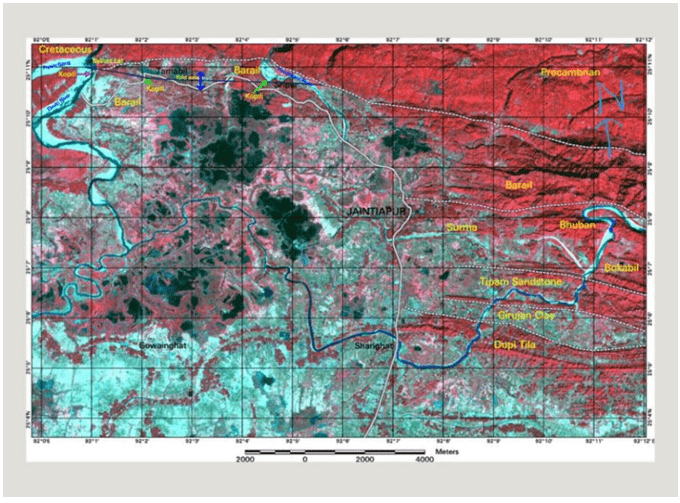 92°0'E 92°1' 92°2' 92°3' 92°4' 92°5' 92°6' 92°7' 92°8' 92°9' 92°10' 92°11' 92°12'
Cretaceous
25°11'
Kopili
Jamabi
Barail
Precambrian
Kopili
Kopili
Barail
N
25°10'
25°9'
Barail
25°8'
JAINTIAPUR
Surma
Bhuban
25°7'
Bokabil
Tipam Sandstone
25°6'
Girujan Clay
Gowainghat
Sharighat
Dupi Tila
25°5'
25°4'N
92°0'E 92°1' 92°2' 92°3' 92°4' 92°5' 92°6' 92°7' 92°8' 92°9' 92°10' 92°11' 92°12'E
2000 0 2000 4000 Meters